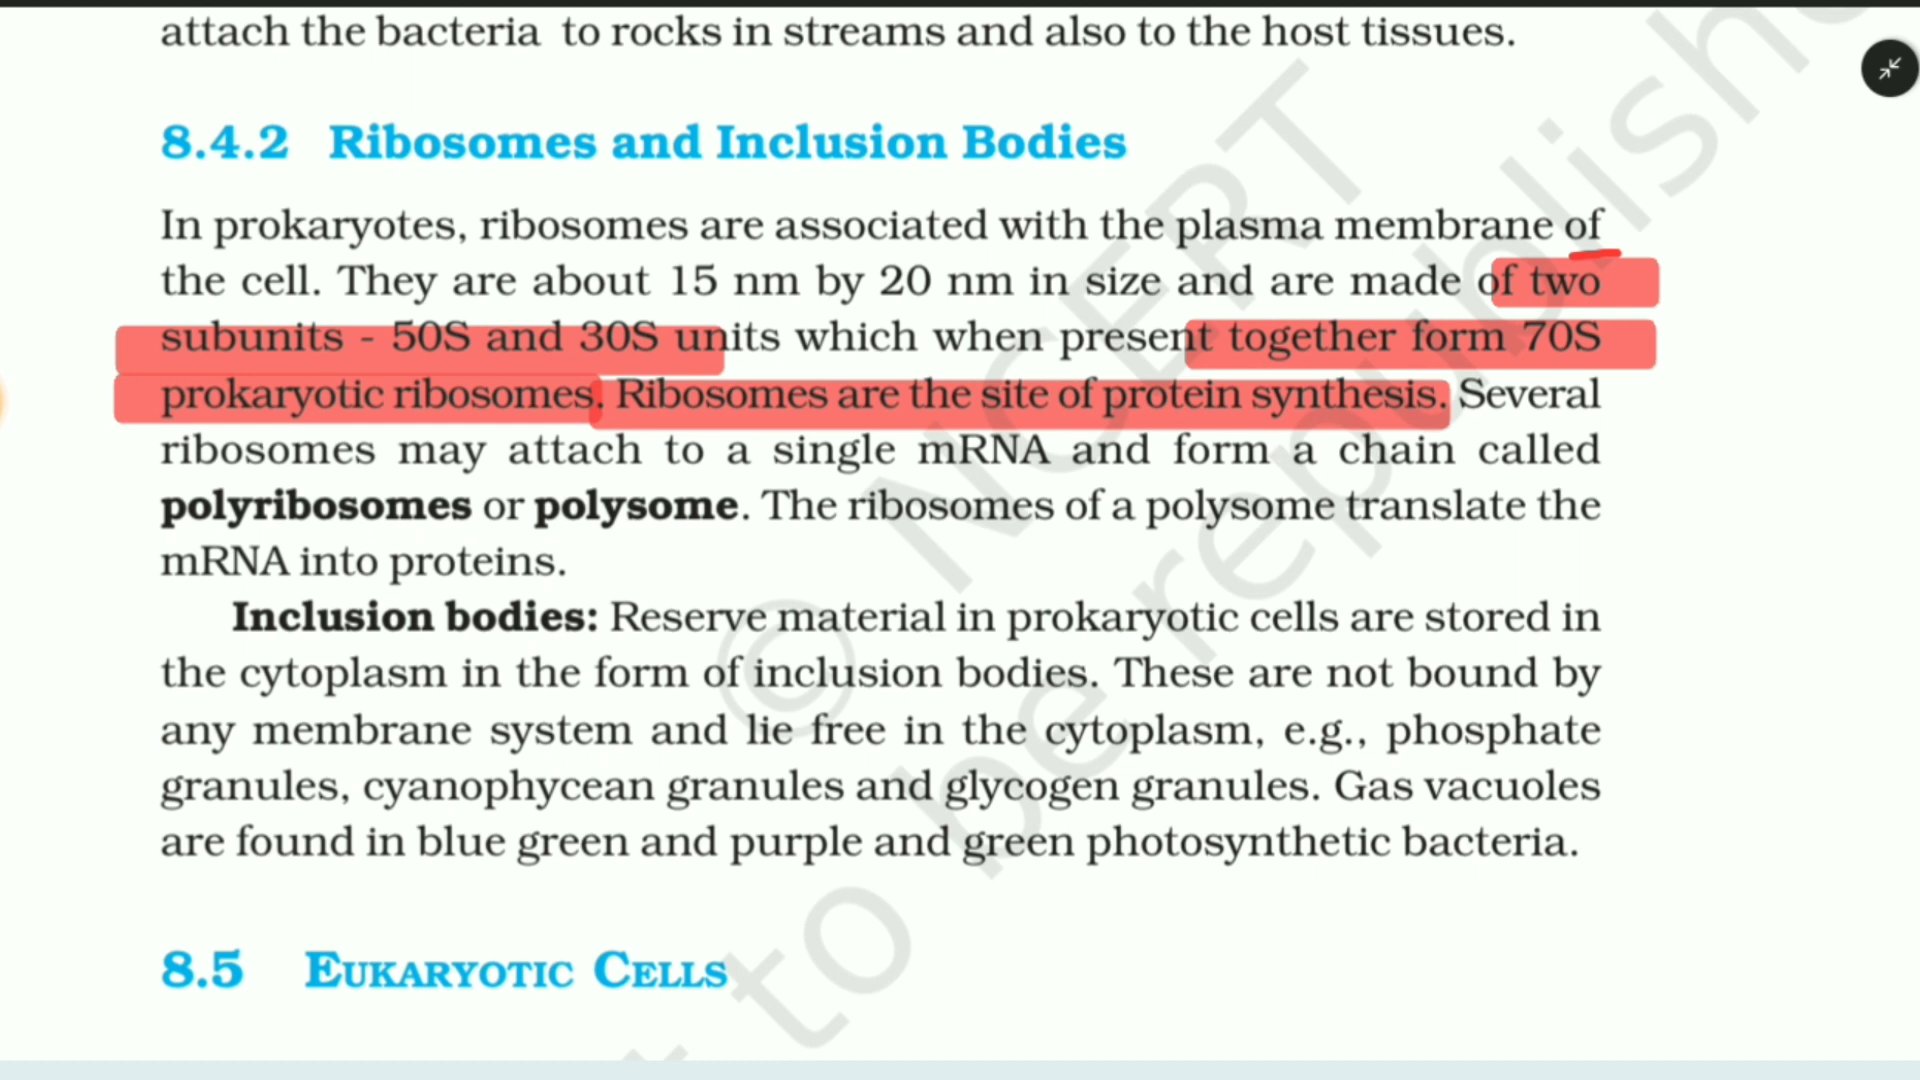 attach the bacteria to rocks in streams and also to the host tissues.
8.4.2 Ribosomes and Inclusion Bodies
In prokaryotes, ribosomes are associated with the plasma membrane of
the cell. They are about 15 nm by 20 nm in size and are made of two
subunits - 50S and 30S units which when present together form 70S
prokaryotic ribosomes. Ribosomes are the site of protein synthesis. Several
ribosomes may attach to a single mRNA and form a chain called
polyribosomes or polysome. The ribosomes of a polysome translate the
mRNA into proteins.
Inclusion bodies: Reserve material in prokaryotic cells are stored in
the cytoplasm in the form of inclusion bodies. These are not bound by
any membrane system and lie free in the cytoplasm, e.g., phosphate
granules, cyanophycean granules and glycogen granules. Gas vacuoles
are found in blue green and purple and green photosynthetic bacteria.
8.5 EUKARYOTIC CELLS
© NCERT
to be republishe